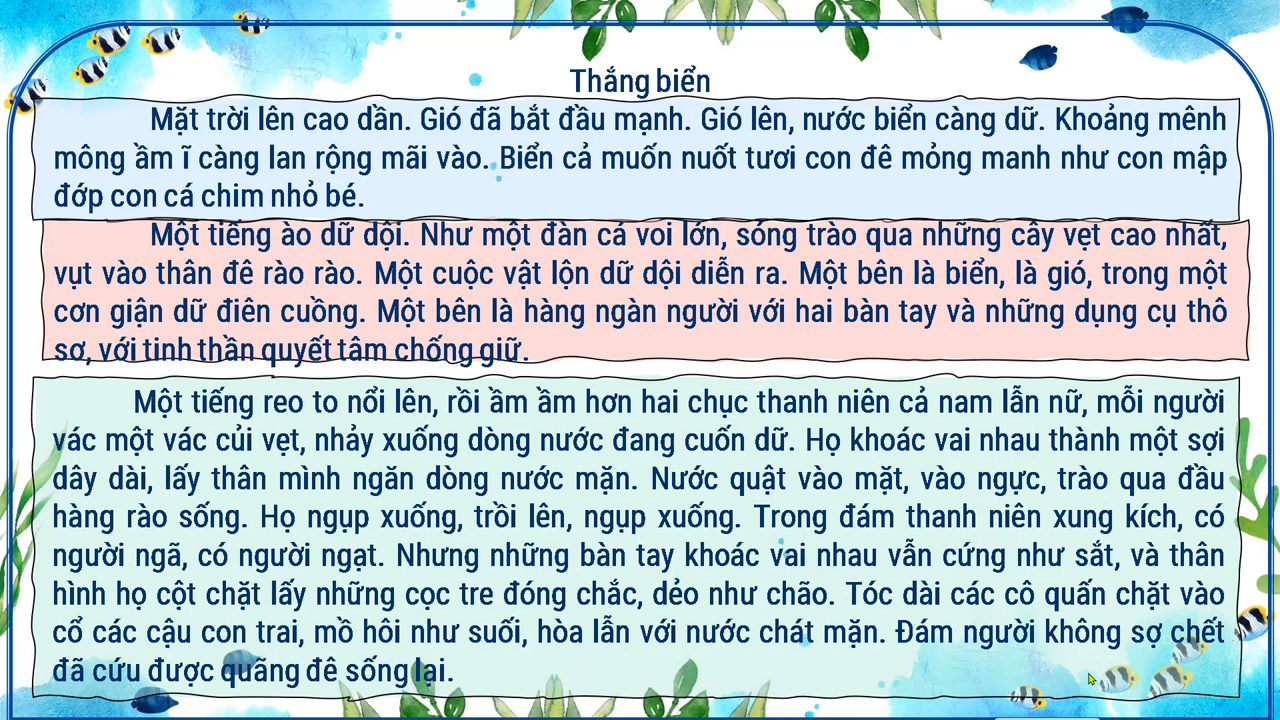 Thắng biển
Mặt trời lên cao dần. Gió đã bắt đầu mạnh. Gió lên, nước biển càng dữ. Khoảng mênh
mông ầm ĩ càng lan rộng mãi vào. Biển cả muốn nuốt tươi con đê mỏng manh như con mập
đớp con cá chim nhỏ bé.
Một tiếng ào dữ dội. Như một đàn cá voi lớn, sóng trào qua những cây vẹt cao nhất,
vụt vào thân đê rào rào. Một cuộc vật lộn dữ dội diễn ra. Một bên là biển, là gió, trong một
cơn giận dữ điên cuồng. Một bên là hàng ngàn người với hai bàn tay và những dụng cụ thô
sơ, với tinh thần quyết tâm chống giữ.
Một tiếng reo to nổi lên, rồi ầm ầm hơn hai chục thanh niên cả nam lẫn nữ, mỗi người
vác một vác củi vẹt, nhảy xuống dòng nước đang cuốn dữ. Họ khoác vai nhau thành một sợi
dây dài, lấy thân mình ngăn dòng nước mặn. Nước quật vào mặt, vào ngực, trào qua đầu
hàng rào sống. Họ ngụp xuống, trồi lên, ngụp xuống. Trong đám thanh niên xung kích, có
người ngã, có người ngạt. Nhưng những bàn tay khoác vai nhau vẫn cứng như sắt, và thân
hình họ cột chặt lấy những cọc tre đóng chắc, dẻo như chão. Tóc dài các cô quấn chặt vào
cổ các cậu con trai, mồ hôi như suối, hòa lẫn với nước chát mặn. Đám người không sợ chết
đã cứu được quãng đê sống lại.